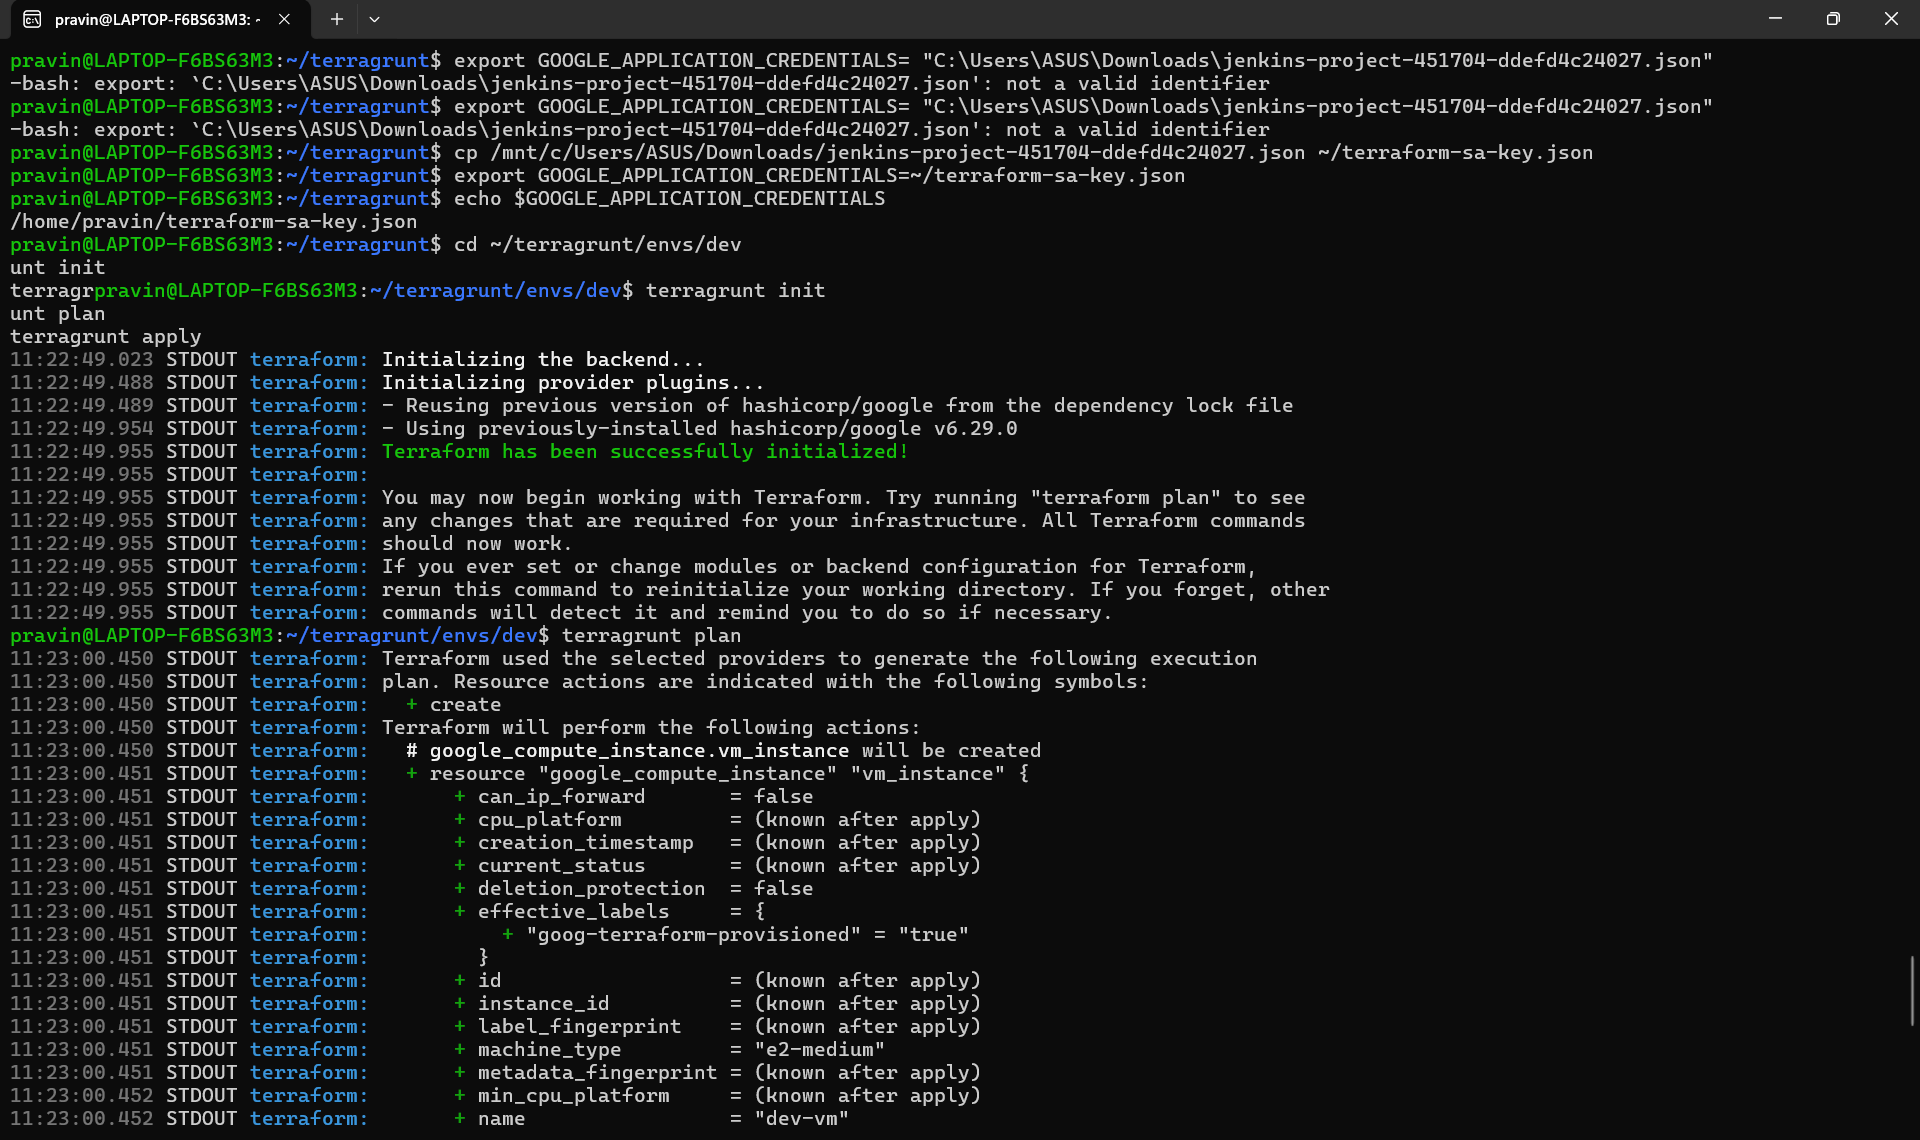 pravin@LAPTOP-F6BS63M3: ~
pravin@LAPTOP-F6BS63M3:~/terragrunt$ export GOOGLE_APPLICATION_CREDENTIALS= "C:\Users\ASUS\Downloads\jenkins-project-451704-ddefd4c24027.json"
-bash: export: `C:\Users\ASUS\Downloads\jenkins-project-451704-ddefd4c24027.json': not a valid identifier
pravin@LAPTOP-F6BS63M3:~/terragrunt$ export GOOGLE_APPLICATION_CREDENTIALS= "C:\Users\ASUS\Downloads\jenkins-project-451704-ddefd4c24027.json"
-bash: export: `C:\Users\ASUS\Downloads\jenkins-project-451704-ddefd4c24027.json': not a valid identifier
pravin@LAPTOP-F6BS63M3:~/terragrunt$ cp /mnt/c/Users/ASUS/Downloads/jenkins-project-451704-ddefd4c24027.json ~/terraform-sa-key.json
pravin@LAPTOP-F6BS63M3:~/terragrunt$ export GOOGLE_APPLICATION_CREDENTIALS=~/terraform-sa-key.json
pravin@LAPTOP-F6BS63M3:~/terragrunt$ echo $GOOGLE_APPLICATION_CREDENTIALS
/home/pravin/terraform-sa-key.json
pravin@LAPTOP-F6BS63M3:~/terragrunt$ cd ~/terragrunt/envs/dev
unt init
terragrpravin@LAPTOP-F6BS63M3:~/terragrunt/envs/dev$ terragrunt init
unt plan
terragrunt apply
11:22:49.023 STDOUT terraform: Initializing the backend...
11:22:49.488 STDOUT terraform: Initializing provider plugins...
11:22:49.489 STDOUT terraform: - Reusing previous version of hashicorp/google from the dependency lock file
11:22:49.954 STDOUT terraform: - Using previously-installed hashicorp/google v6.29.0
11:22:49.955 STDOUT terraform: Terraform has been successfully initialized!
11:22:49.955 STDOUT terraform:
11:22:49.955 STDOUT terraform: You may now begin working with Terraform. Try running "terraform plan" to see
11:22:49.955 STDOUT terraform: any changes that are required for your infrastructure. All Terraform commands
11:22:49.955 STDOUT terraform: should now work.
11:22:49.955 STDOUT terraform: If you ever set or change modules or backend configuration for Terraform,
11:22:49.955 STDOUT terraform: rerun this command to reinitialize your working directory. If you forget, other
11:22:49.955 STDOUT terraform: commands will detect it and remind you to do so if necessary.
pravin@LAPTOP-F6BS63M3:~/terragrunt/envs/dev$ terragrunt plan
11:23:00.450 STDOUT terraform: Terraform used the selected providers to generate the following execution
11:23:00.450 STDOUT terraform: plan. Resource actions are indicated with the following symbols:
11:23:00.450 STDOUT terraform:   + create
11:23:00.450 STDOUT terraform: Terraform will perform the following actions:
11:23:00.450 STDOUT terraform:   # google_compute_instance.vm_instance will be created
11:23:00.451 STDOUT terraform:   + resource "google_compute_instance" "vm_instance" {
11:23:00.451 STDOUT terraform:       + can_ip_forward       = false
11:23:00.451 STDOUT terraform:       + cpu_platform         = (known after apply)
11:23:00.451 STDOUT terraform:       + creation_timestamp   = (known after apply)
11:23:00.451 STDOUT terraform:       + current_status       = (known after apply)
11:23:00.451 STDOUT terraform:       + deletion_protection  = false
11:23:00.451 STDOUT terraform:       + effective_labels     = {
11:23:00.451 STDOUT terraform:           + "goog-terraform-provisioned" = "true"
11:23:00.451 STDOUT terraform:         }
11:23:00.451 STDOUT terraform:       + id                   = (known after apply)
11:23:00.451 STDOUT terraform:       + instance_id          = (known after apply)
11:23:00.451 STDOUT terraform:       + label_fingerprint    = (known after apply)
11:23:00.451 STDOUT terraform:       + machine_type         = "e2-medium"
11:23:00.451 STDOUT terraform:       + metadata_fingerprint = (known after apply)
11:23:00.452 STDOUT terraform:       + min_cpu_platform     = (known after apply)
11:23:00.452 STDOUT terraform:       + name                 = "dev-vm"